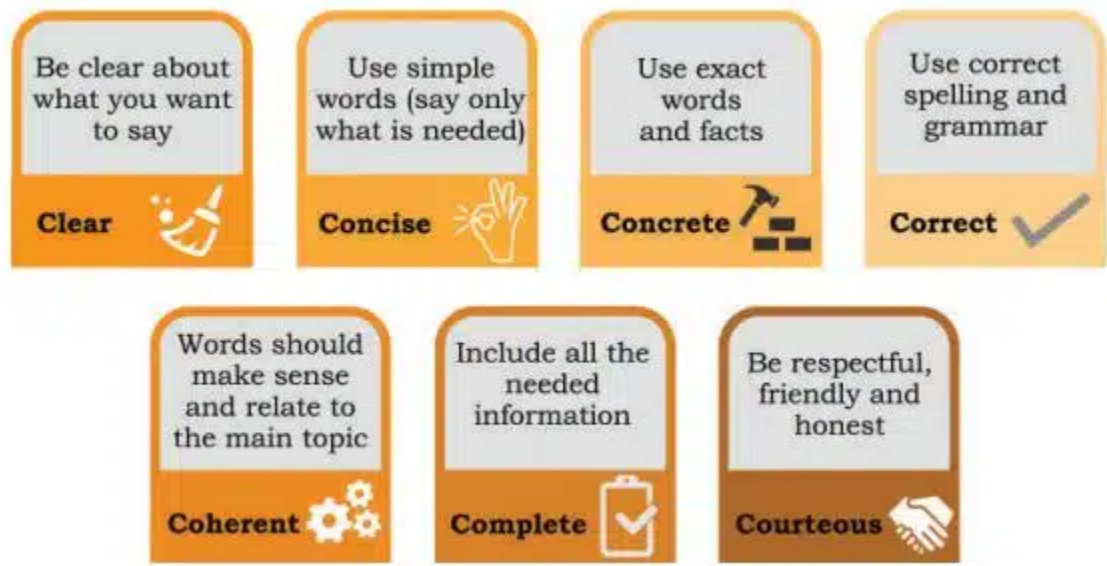 Be clear about
what you want
to say
Clear
Use simple
words (say only
what is needed)
Concise
Use exact
words
and facts
Concrete
Use correct
spelling and
grammar
Correct
Words should
make sense
and relate to
the main topic
Coherent
Include all the
needed
information
Complete
Be respectful,
friendly and
honest
Courteous